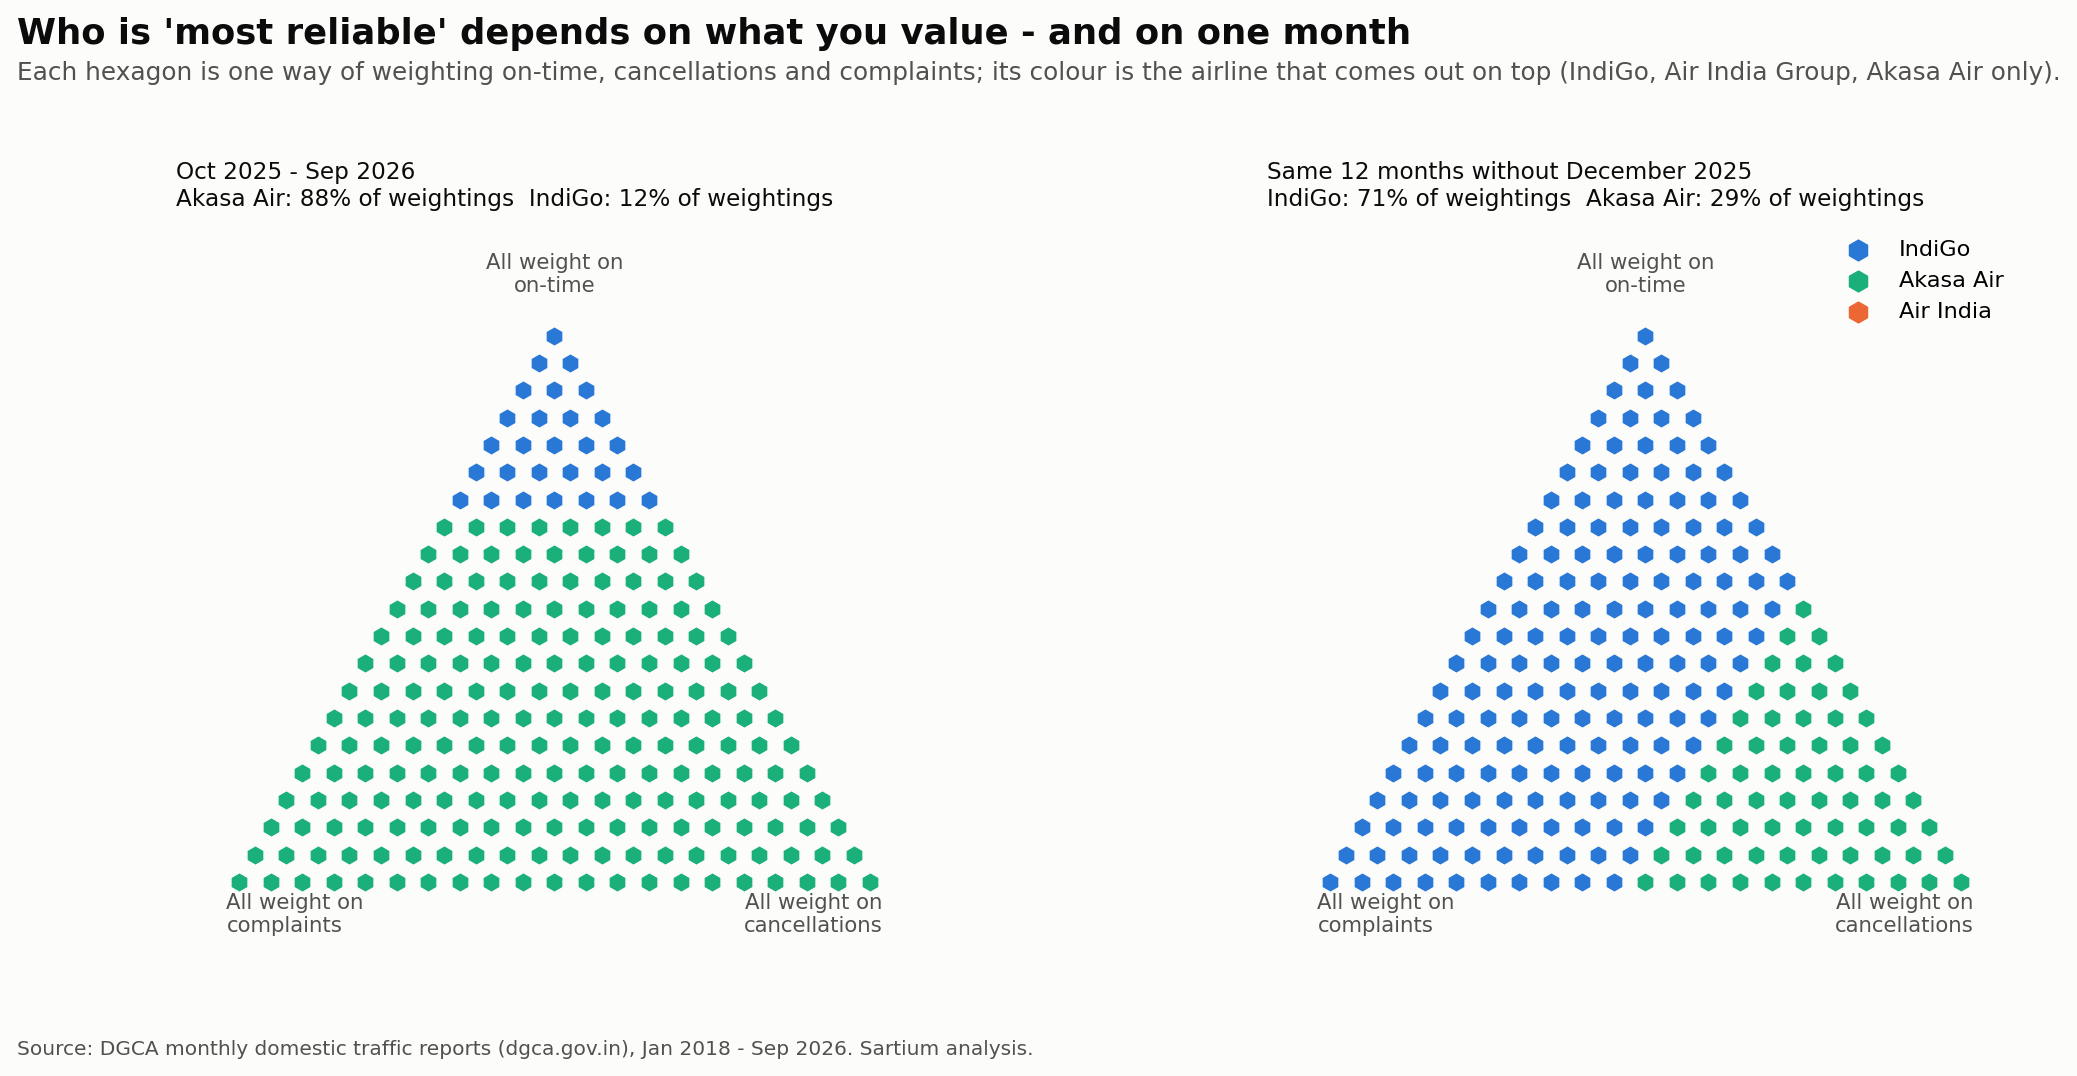 Who is 'most reliable' depends on what you value - and on one month
Each hexagon is one way of weighting on-time, cancellations and complaints; its colour is the airline that comes out on top (IndiGo, Air India Group, Akasa Air only).
Oct 2025 - Sep 2026
Akasa Air: 88% of weightings  IndiGo: 12% of weightings
All weight on
on-time
All weight on
complaints
All weight on
cancellations
Same 12 months without December 2025
IndiGo: 71% of weightings  Akasa Air: 29% of weightings
All weight on
on-time
IndiGo
Akasa Air
Air India
All weight on
complaints
All weight on
cancellations
Source: DGCA monthly domestic traffic reports (dgca.gov.in), Jan 2018 - Sep 2026. Sartium analysis.